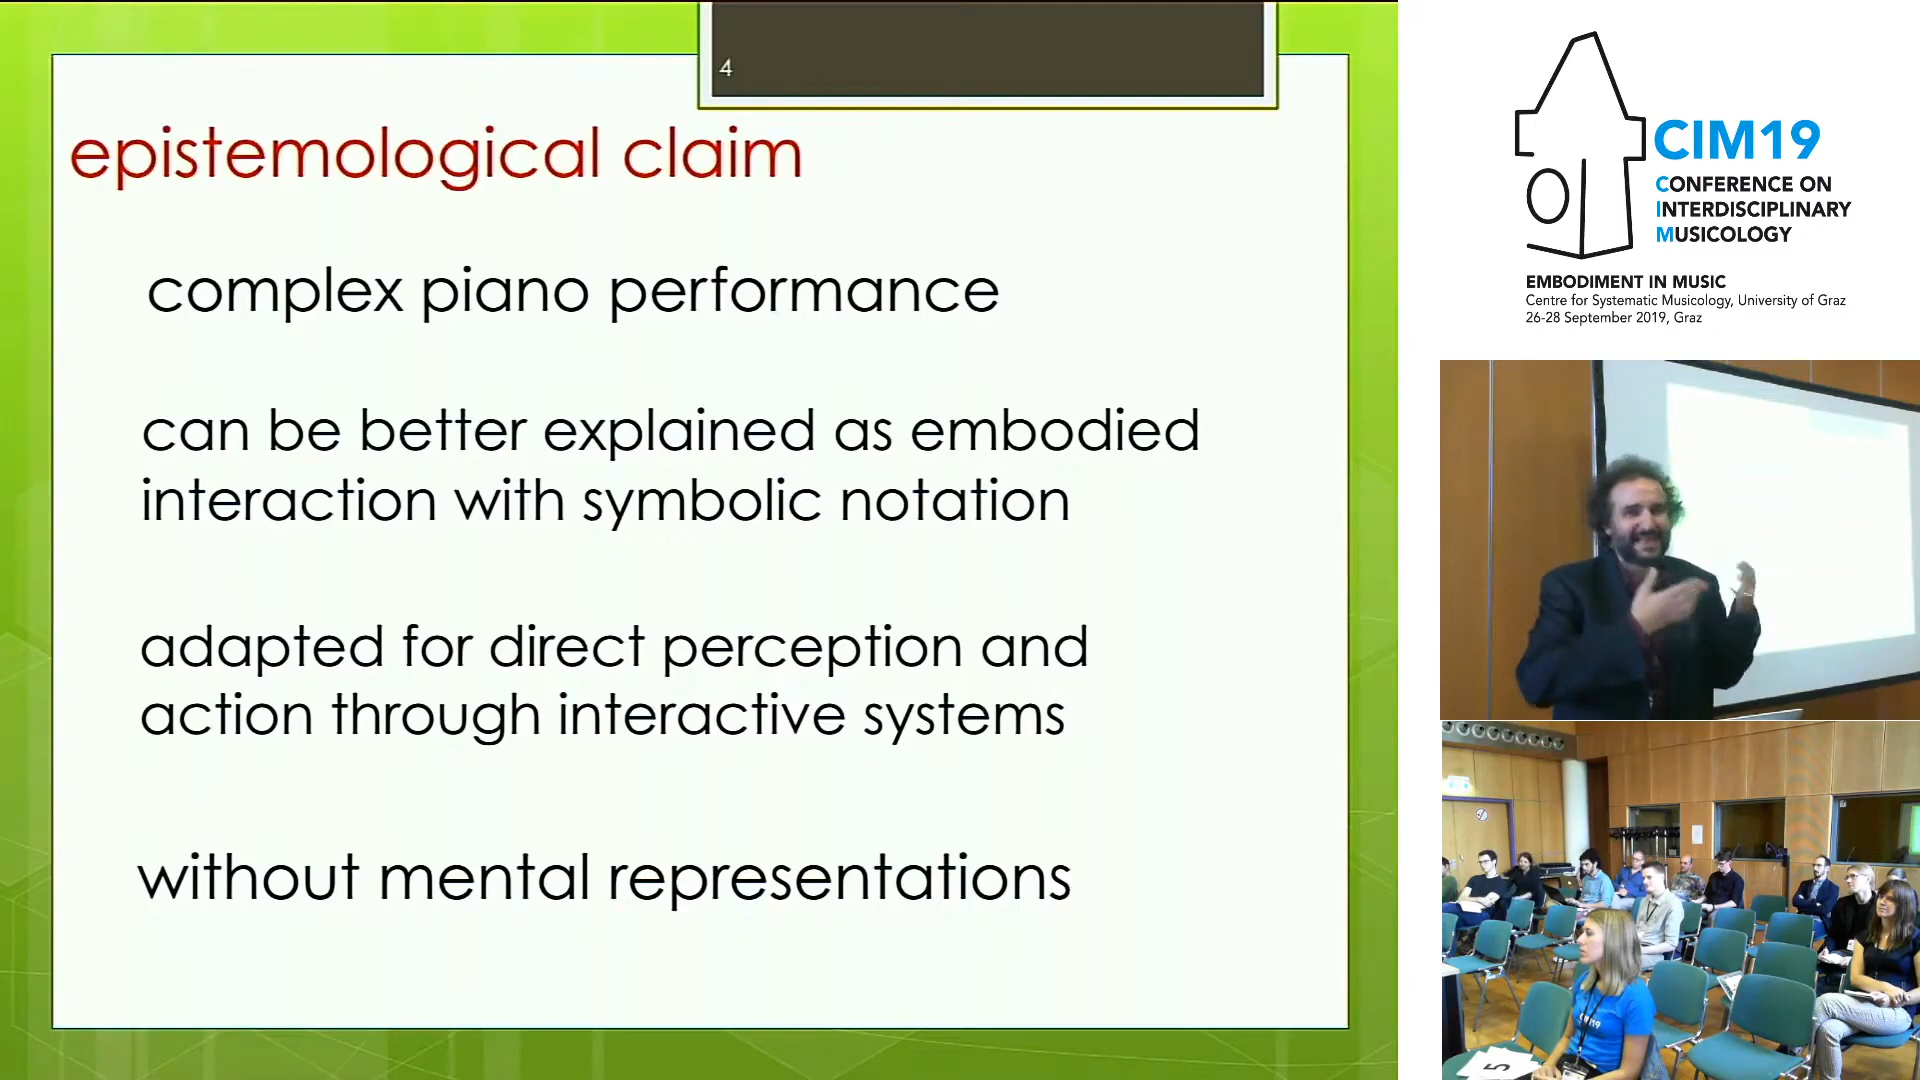 4
epistemological claim
complex piano performance
can be better explained as embodied
interaction with symbolic notation
adapted for direct perception and
action through interactive systems
without mental representations
CIM19
CONFERENCE ON
INTERDISCIPLINARY
MUSICOLOGY
EMBODIMENT IN MUSIC
Centre for Systematic Musicology, University of Graz
26-28 September 2019, Graz
CIM19
5